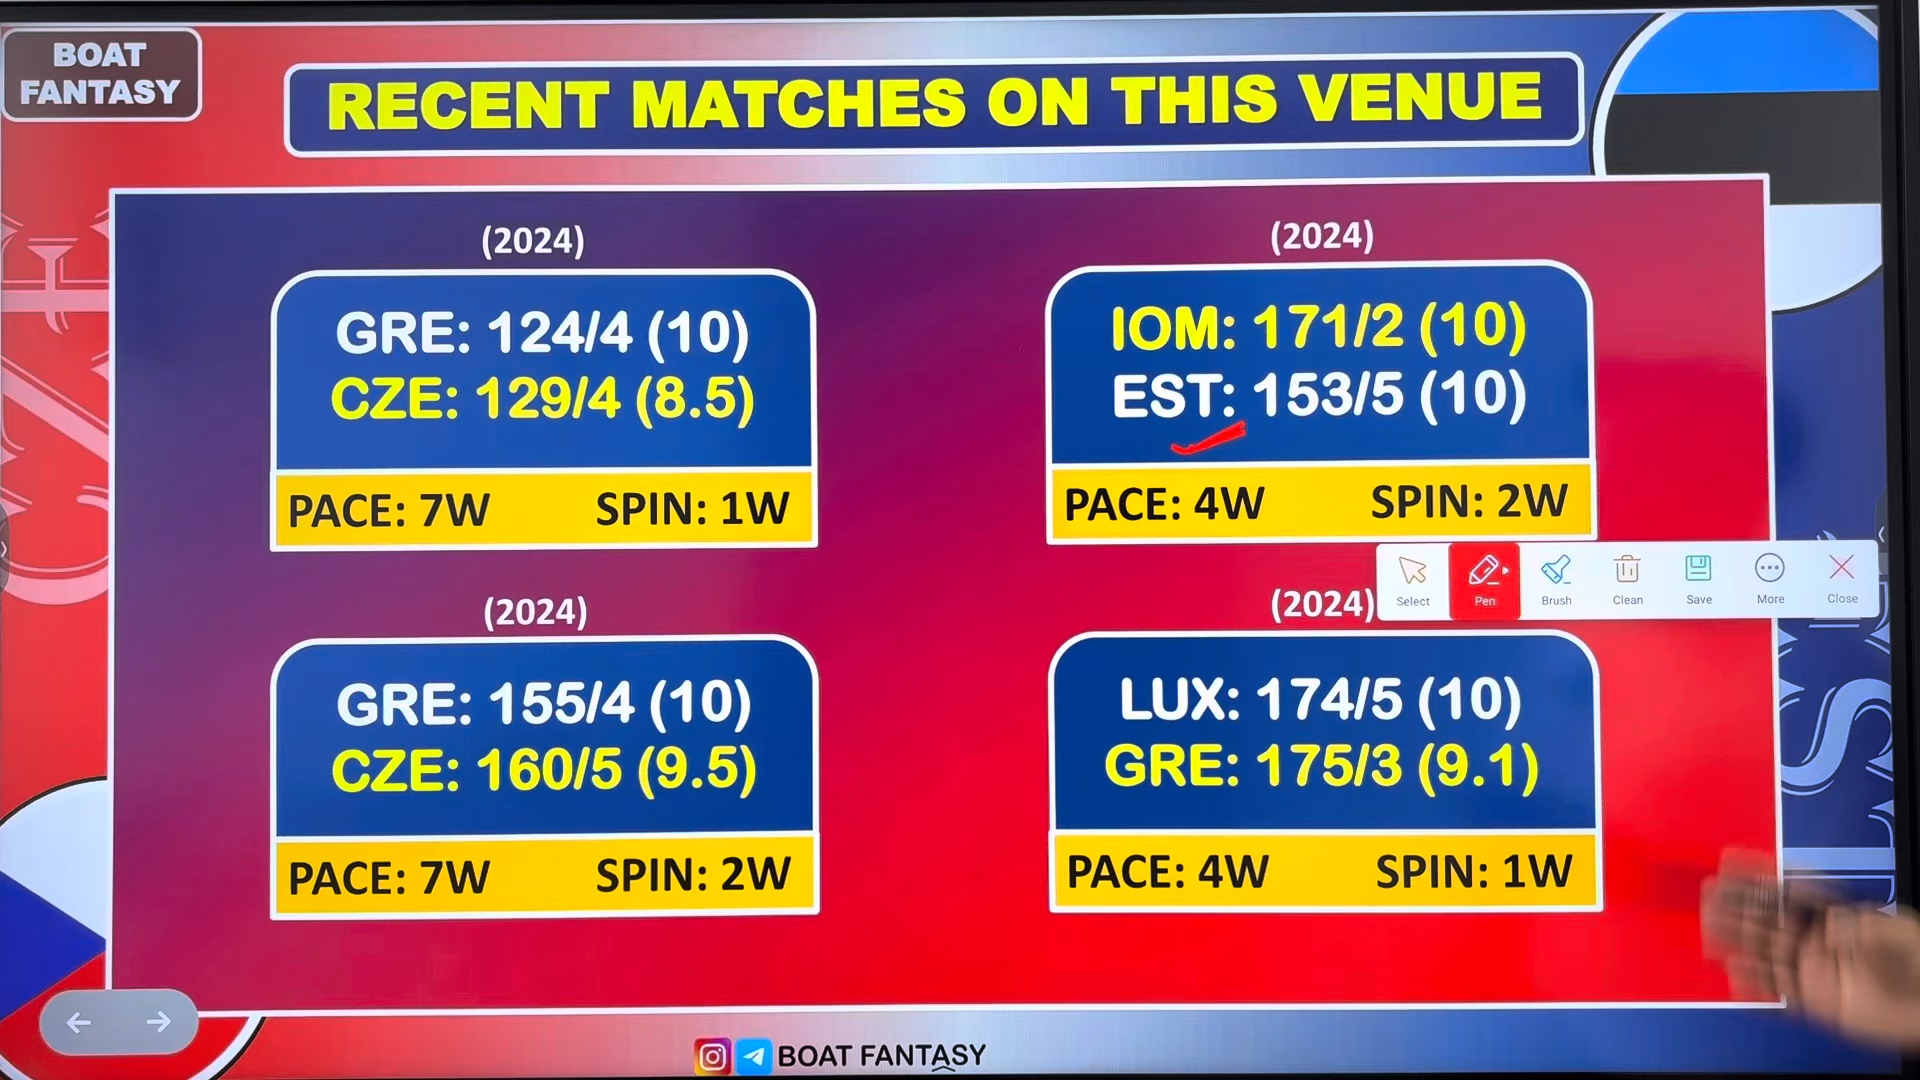 BOAT
FANTASY
RECENT MATCHES ON THIS VENUE
(2024)
GRE: 124/4 (10)
CZE: 129/4 (8.5)
PACE: 7W SPIN: 1W
(2024)
IOM: 171/2 (10)
EST: 153/5 (10)
PACE: 4W SPIN: 2W
Select Pen Brush Clean Save More Close
(2024)
GRE: 155/4 (10)
CZE: 160/5 (9.5)
PACE: 7W SPIN: 2W
(2024)
LUX: 174/5 (10)
GRE: 175/3 (9.1)
PACE: 4W SPIN: 1W
BOAT FANTASY